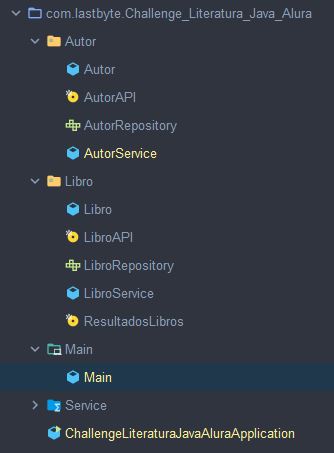 com.lastbyte.Challenge_Literatura_Java_Alura
Autor
Autor
AutorAPI
AutorRepository
AutorService
Libro
Libro
LibroAPI
LibroRepository
LibroService
ResultadosLibros
Main
Main
Service
ChallengeLiteraturaJavaAluraApplication